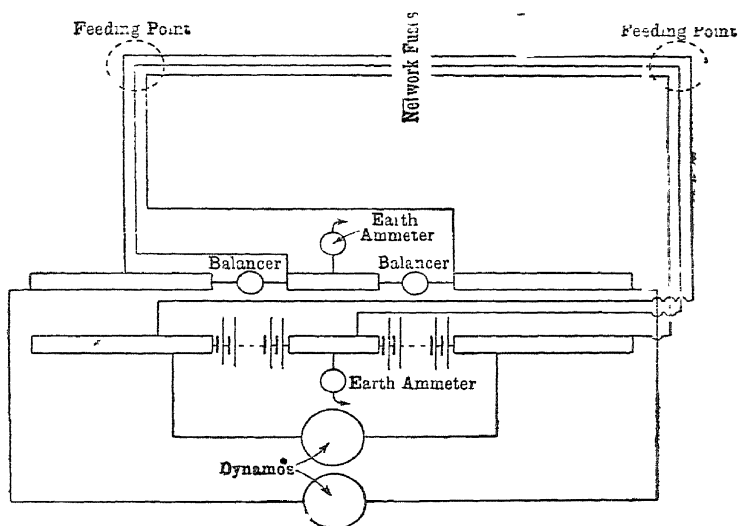 Feeding Point
Network Fuses
Feeding Point
Earth
Ammeter
Balancer
Balancer
Earth Ammeter
Dynamos